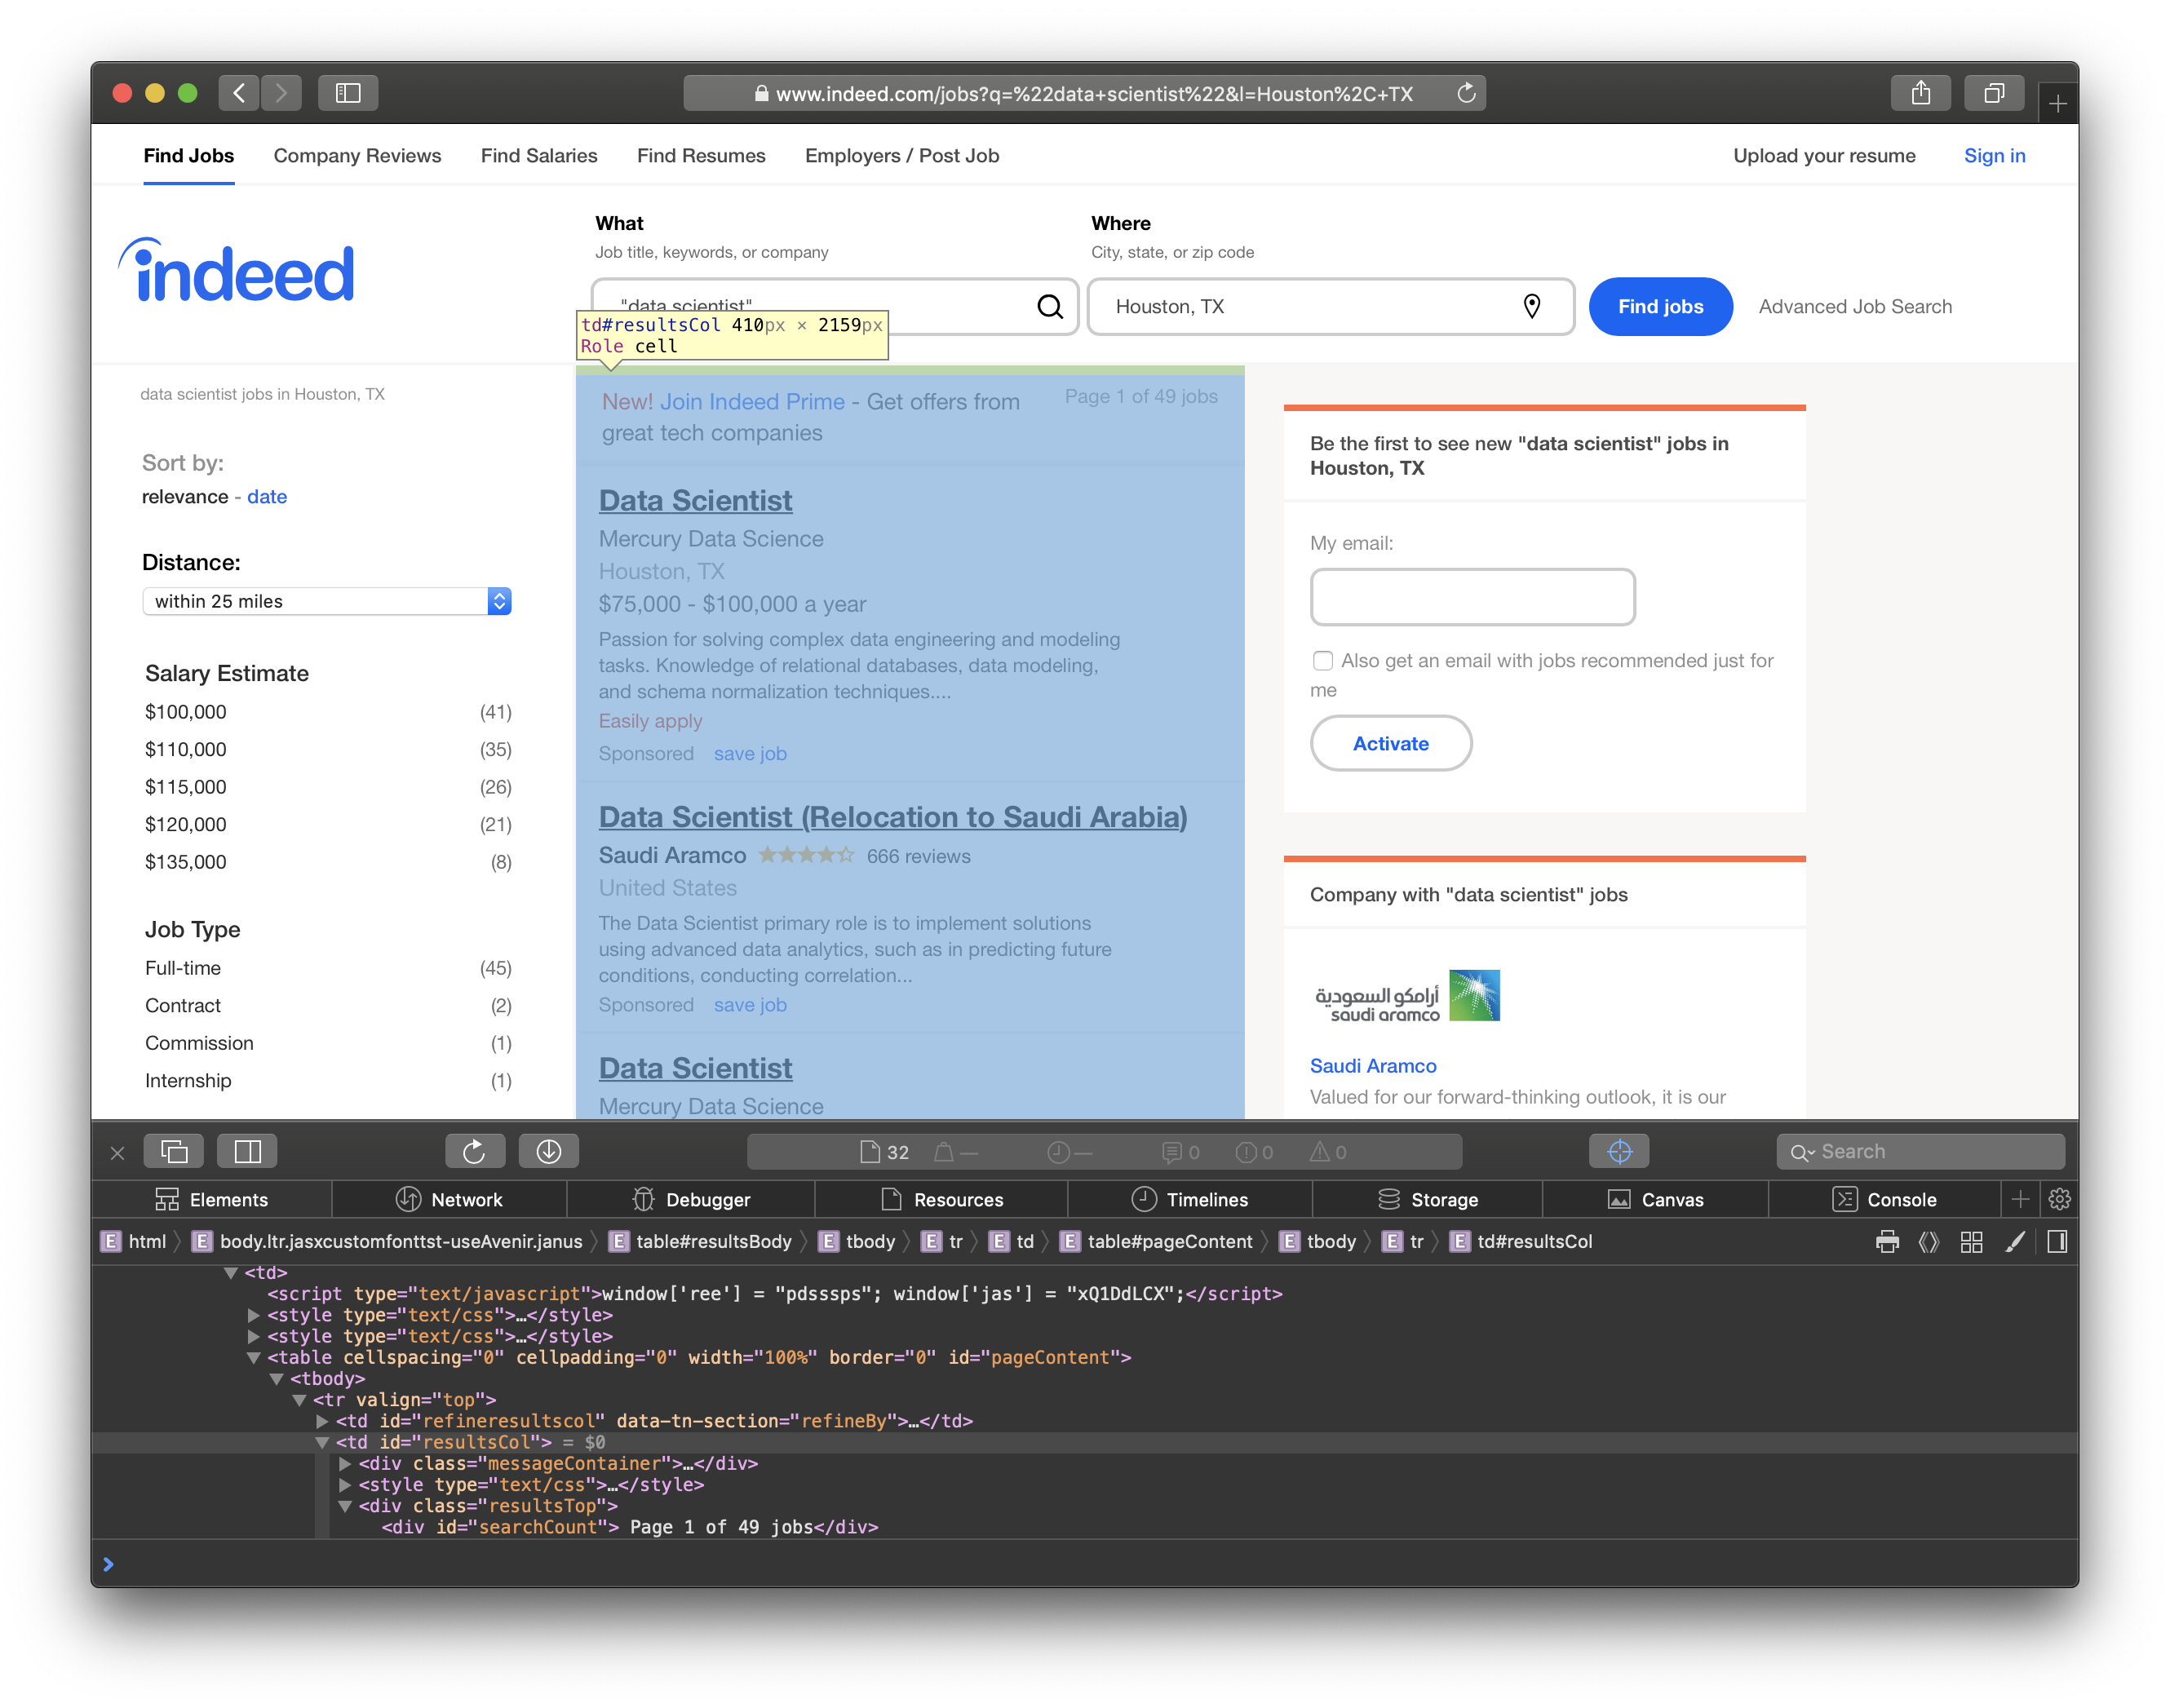 www.indeed.com/jobs?q=%22data+scientist%22&l=Houston%2C+TX
Find Jobs Company Reviews Find Salaries Find Resumes Employers / Post Job Upload your resume Sign in
indeed
What
Job title, keywords, or company
"data scientist"
Where
City, state, or zip code
Houston, TX
Find jobs
Advanced Job Search
td#resultsCol 410px × 2159px
Role cell
data scientist jobs in Houston, TX
Sort by:
relevance - date
Distance:
within 25 miles
Salary Estimate
$100,000 (41)
$110,000 (35)
$115,000 (26)
$120,000 (21)
$135,000 (8)
Job Type
Full-time (45)
Contract (2)
Commission (1)
Internship (1)
New! Join Indeed Prime - Get offers from
great tech companies
Page 1 of 49 jobs
Data Scientist
Mercury Data Science
Houston, TX
$75,000 - $100,000 a year
Passion for solving complex data engineering and modeling
tasks. Knowledge of relational databases, data modeling,
and schema normalization techniques....
Easily apply
Sponsored save job
Data Scientist (Relocation to Saudi Arabia)
Saudi Aramco 666 reviews
United States
The Data Scientist primary role is to implement solutions
using advanced data analytics, such as in predicting future
conditions, conducting correlation...
Sponsored save job
Data Scientist
Mercury Data Science
Be the first to see new "data scientist" jobs in
Houston, TX
My email:
Also get an email with jobs recommended just for
me
Activate
Company with "data scientist" jobs
أرامكو السعودية
saudi aramco
Saudi Aramco
Valued for our forward-thinking outlook, it is our
32 — — 0 0 0
Search
Elements Network Debugger Resources Timelines Storage Canvas Console
E html E body.ltr.jasxcustomfonttst-useAvenir.janus E table#resultsBody E tbody E tr E td E table#pageContent E tbody E tr E td#resultsCol
<td>
<script type="text/javascript">window['ree'] = "pdsssps"; window['jas'] = "xQ1DdLCX";</script>
<style type="text/css">…</style>
<style type="text/css">…</style>
<table cellspacing="0" cellpadding="0" width="100%" border="0" id="pageContent">
<tbody>
<tr valign="top">
<td id="refineresultscol" data-tn-section="refineBy">…</td>
<td id="resultsCol"> = $0
<div class="messageContainer">…</div>
<style type="text/css">…</style>
<div class="resultsTop">
<div id="searchCount"> Page 1 of 49 jobs</div>